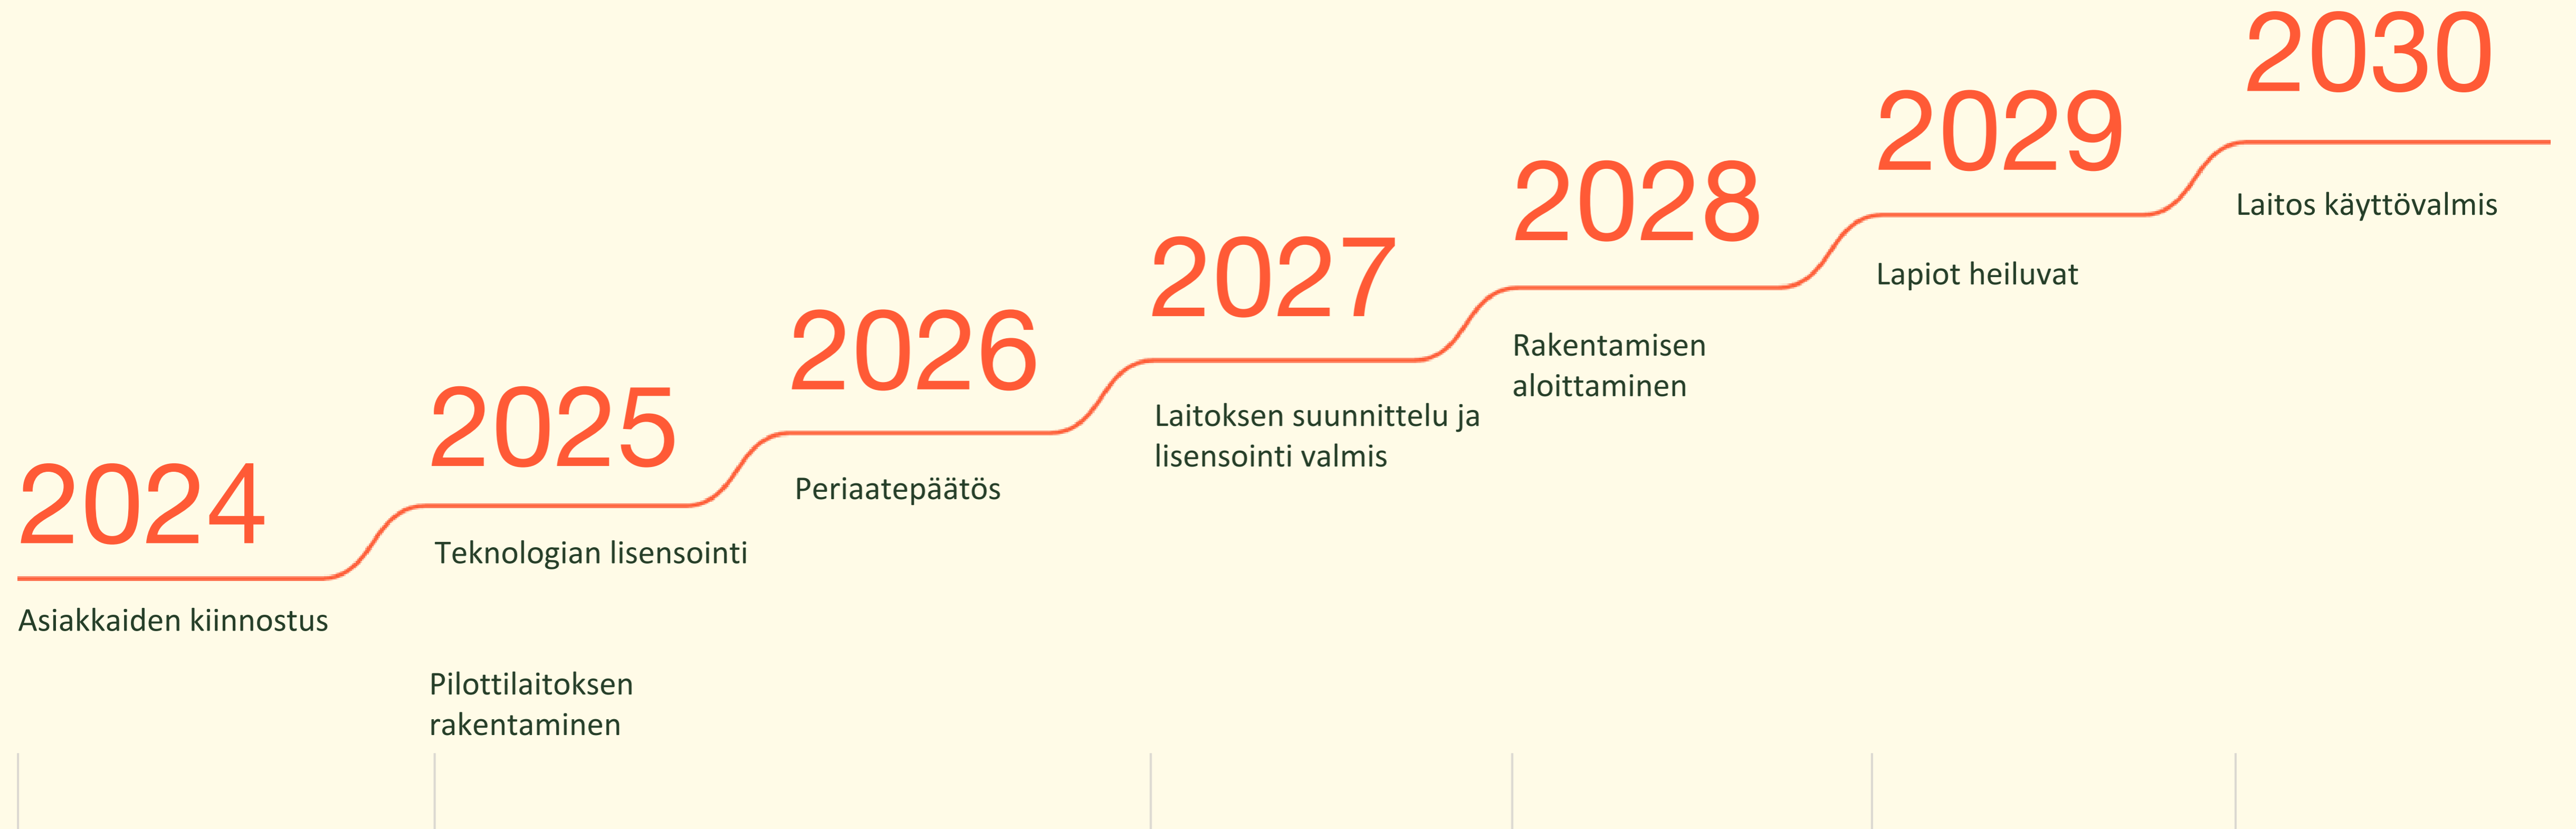 2024
Asiakkaiden kiinnostus
2025
Teknologian lisensointi
Pilottilaitoksen
rakentaminen
2026
Periaatepäätös
2027
Laitoksen suunnittelu ja
lisensointi valmis
2028
Rakentamisen
aloittaminen
2029
Lapiot heiluvat
2030
Laitos käyttövalmis